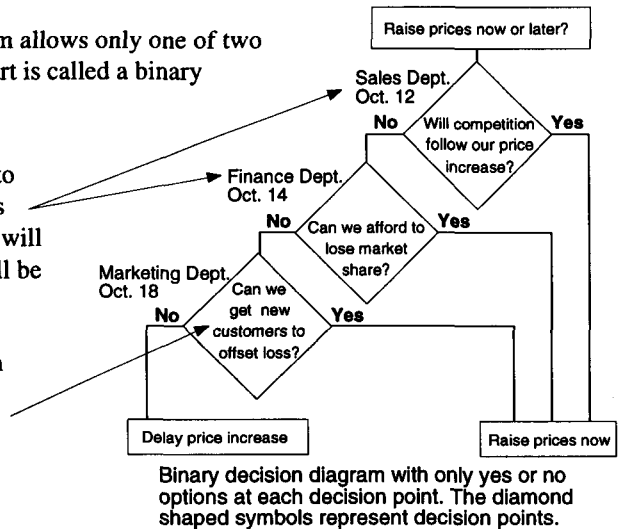 m allows only one of two
rt is called a binary
to
s
will
ll be
n
Raise prices now or later?
Sales Dept.
Oct. 12
No
Will competition
follow our price
increase?
Yes
Finance Dept.
Oct. 14
No
Can we afford to
lose market
share?
Yes
Marketing Dept.
Oct. 18
No
Can we
get new
customers to
offset loss?
Yes
Delay price increase
Raise prices now
Binary decision diagram with only yes or no
options at each decision point. The diamond
shaped symbols represent decision points.